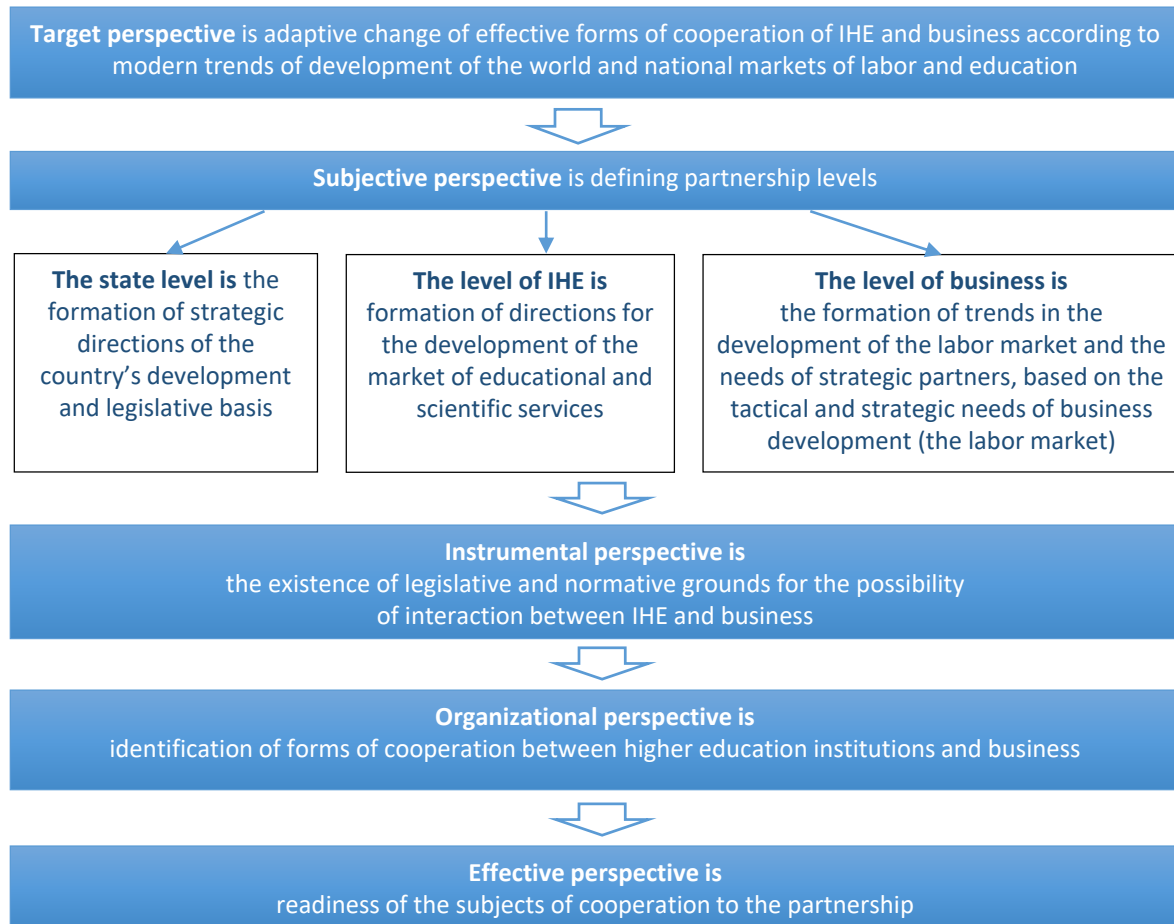 Target perspective is adaptive change of effective forms of cooperation of IHE and business according to
modern trends of development of the world and national markets of labor and education
Subjective perspective is defining partnership levels
The state level is the
formation of strategic
directions of the
country’s development
and legislative basis
The level of IHE is
formation of directions for
the development of the
market of educational and
scientific services
The level of business is
the formation of trends in the
development of the labor market and the
needs of strategic partners, based on the
tactical and strategic needs of business
development (the labor market)
Instrumental perspective is
the existence of legislative and normative grounds for the possibility
of interaction between IHE and business
Organizational perspective is
identification of forms of cooperation between higher education institutions and business
Effective perspective is
readiness of the subjects of cooperation to the partnership